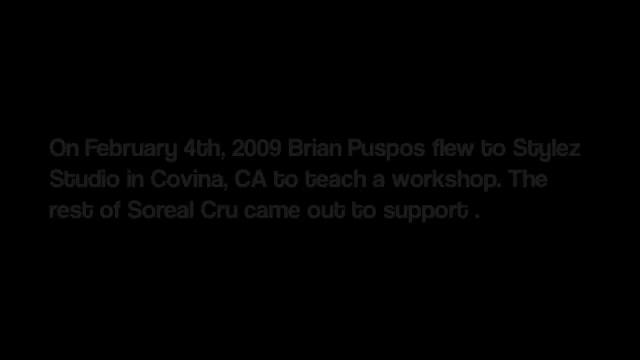 On February 4th, 2009 Brian Puspos flew to Stylez
Studio in Covina, CA to teach a workshop. The
rest of Soreal Cru came out to support .